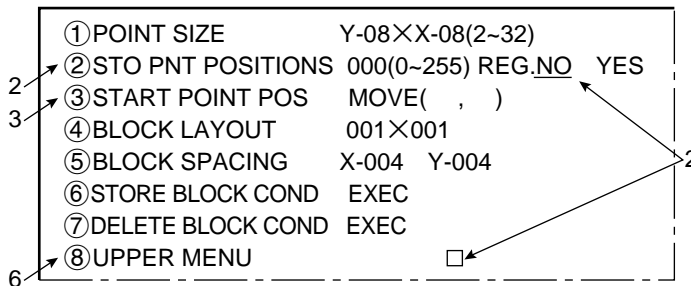 ①POINT SIZE Y-08×X-08(2~32)
②STO PNT POSITIONS 000(0~255) REG.NO YES
③START POINT POS MOVE( , )
④BLOCK LAYOUT 001×001
⑤BLOCK SPACING X-004 Y-004
⑥STORE BLOCK COND EXEC
⑦DELETE BLOCK COND EXEC
⑧UPPER MENU □
2
3
6
2